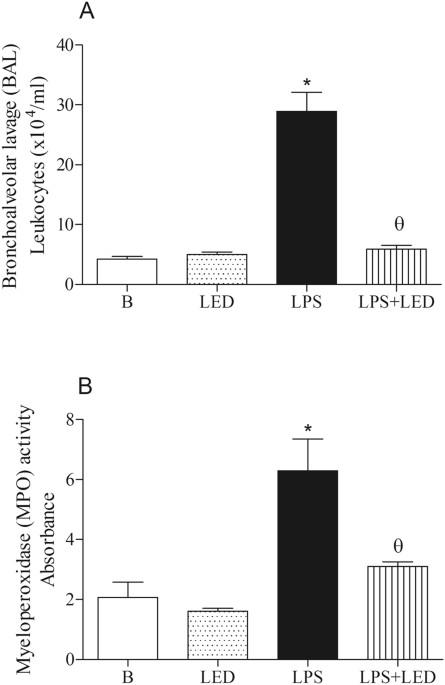 A
Bronchoalveolar lavage (BAL)
Leukocytes (x104/ml)
40
30
20
10
0
*
θ
B
LED
LPS
LPS+LED
B
Myeloperoxidase (MPO) activity
Absorbance
8
6
4
2
0
*
θ
B
LED
LPS
LPS+LED